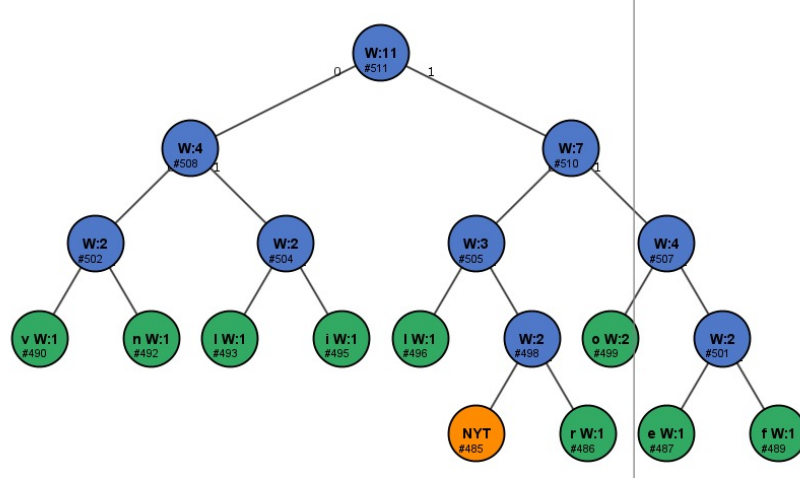 W:11
#511
0
1
W:4
#508
1
W:7
#510
1
W:2
#502
W:2
#504
W:3
#505
W:4
#507
v W:1
#490
n W:1
#492
l W:1
#493
i W:1
#495
l W:1
#496
W:2
#498
o W:2
#499
W:2
#501
NYT
#485
r W:1
#486
e W:1
#487
f W:1
#489